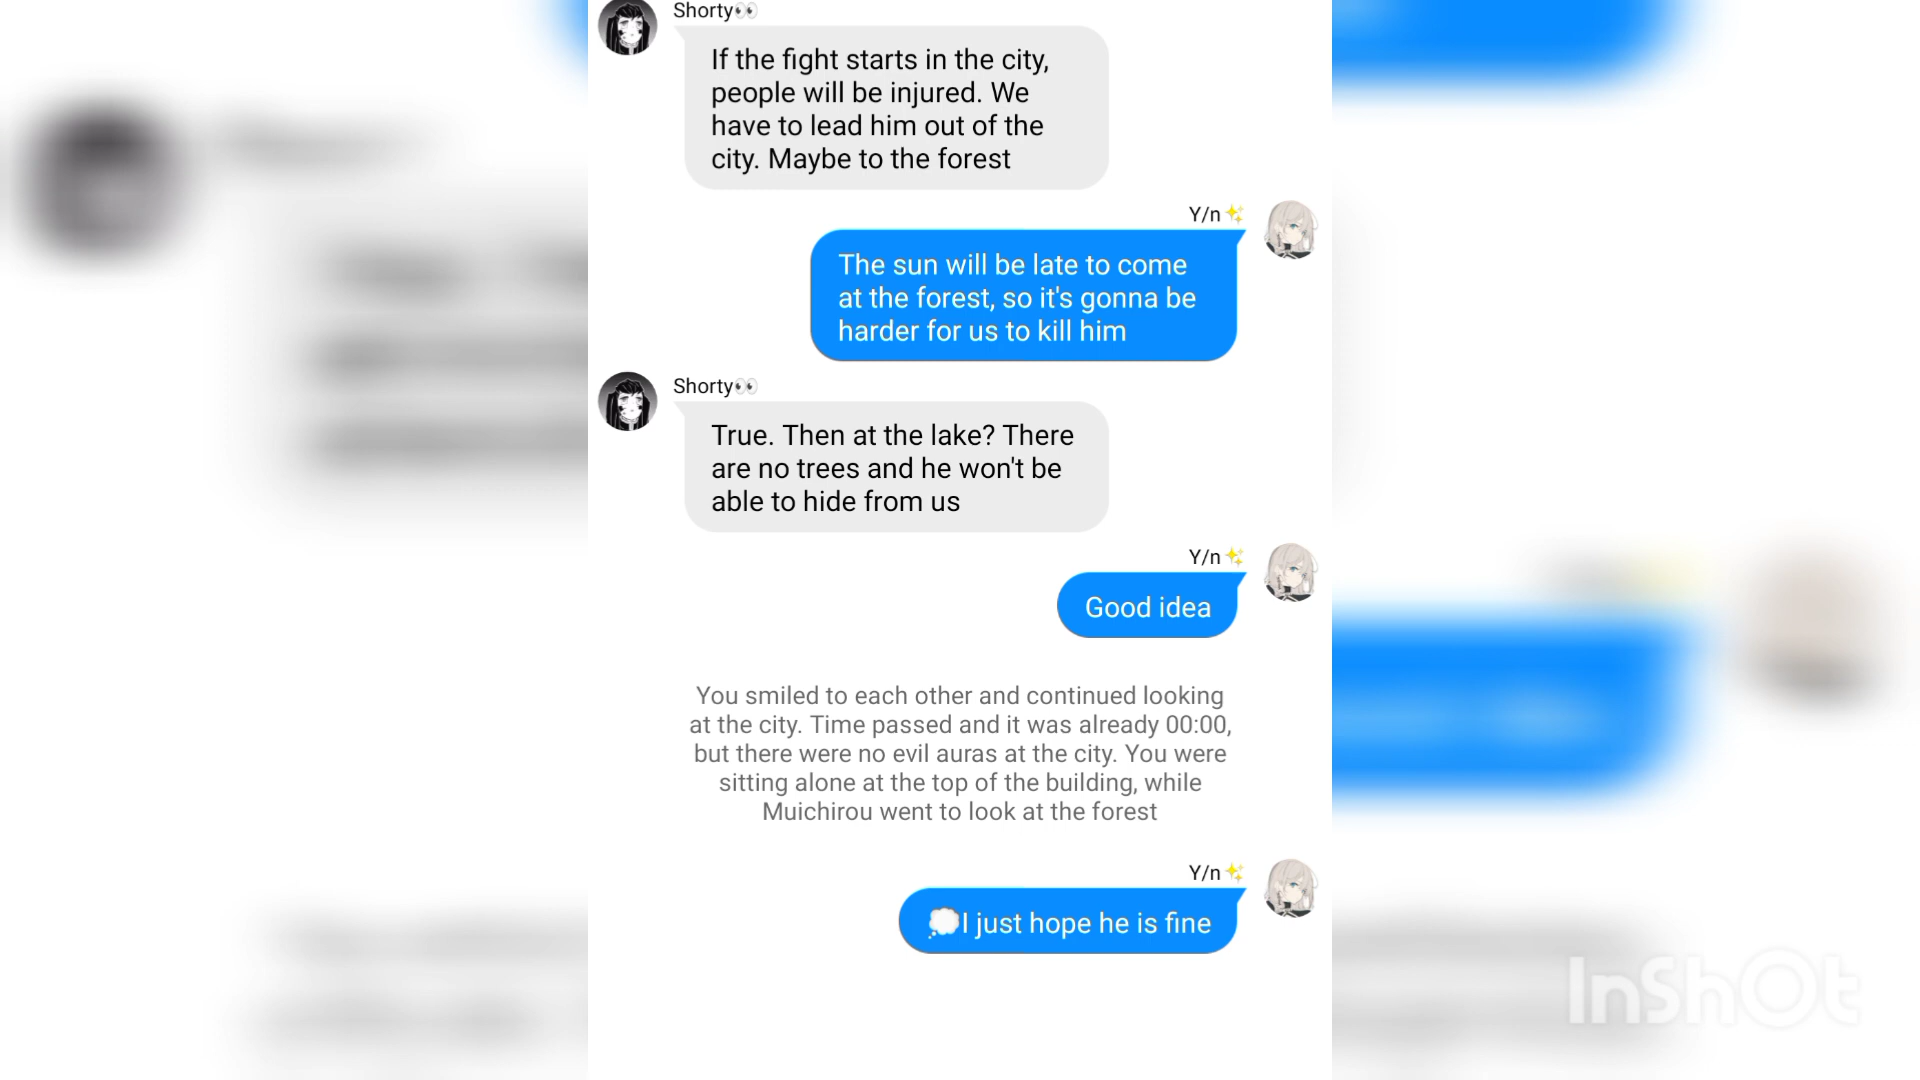 Shorty👀
If the fight starts in the city,
people will be injured. We
have to lead him out of the
city. Maybe to the forest
Y/n✨
The sun will be late to come
at the forest, so it's gonna be
harder for us to kill him
Shorty👀
True. Then at the lake? There
are no trees and he won't be
able to hide from us
Y/n✨
Good idea
You smiled to each other and continued looking
at the city. Time passed and it was already 00:00,
but there were no evil auras at the city. You were
sitting alone at the top of the building, while
Muichirou went to look at the forest
Y/n✨
💭I just hope he is fine
InShOt